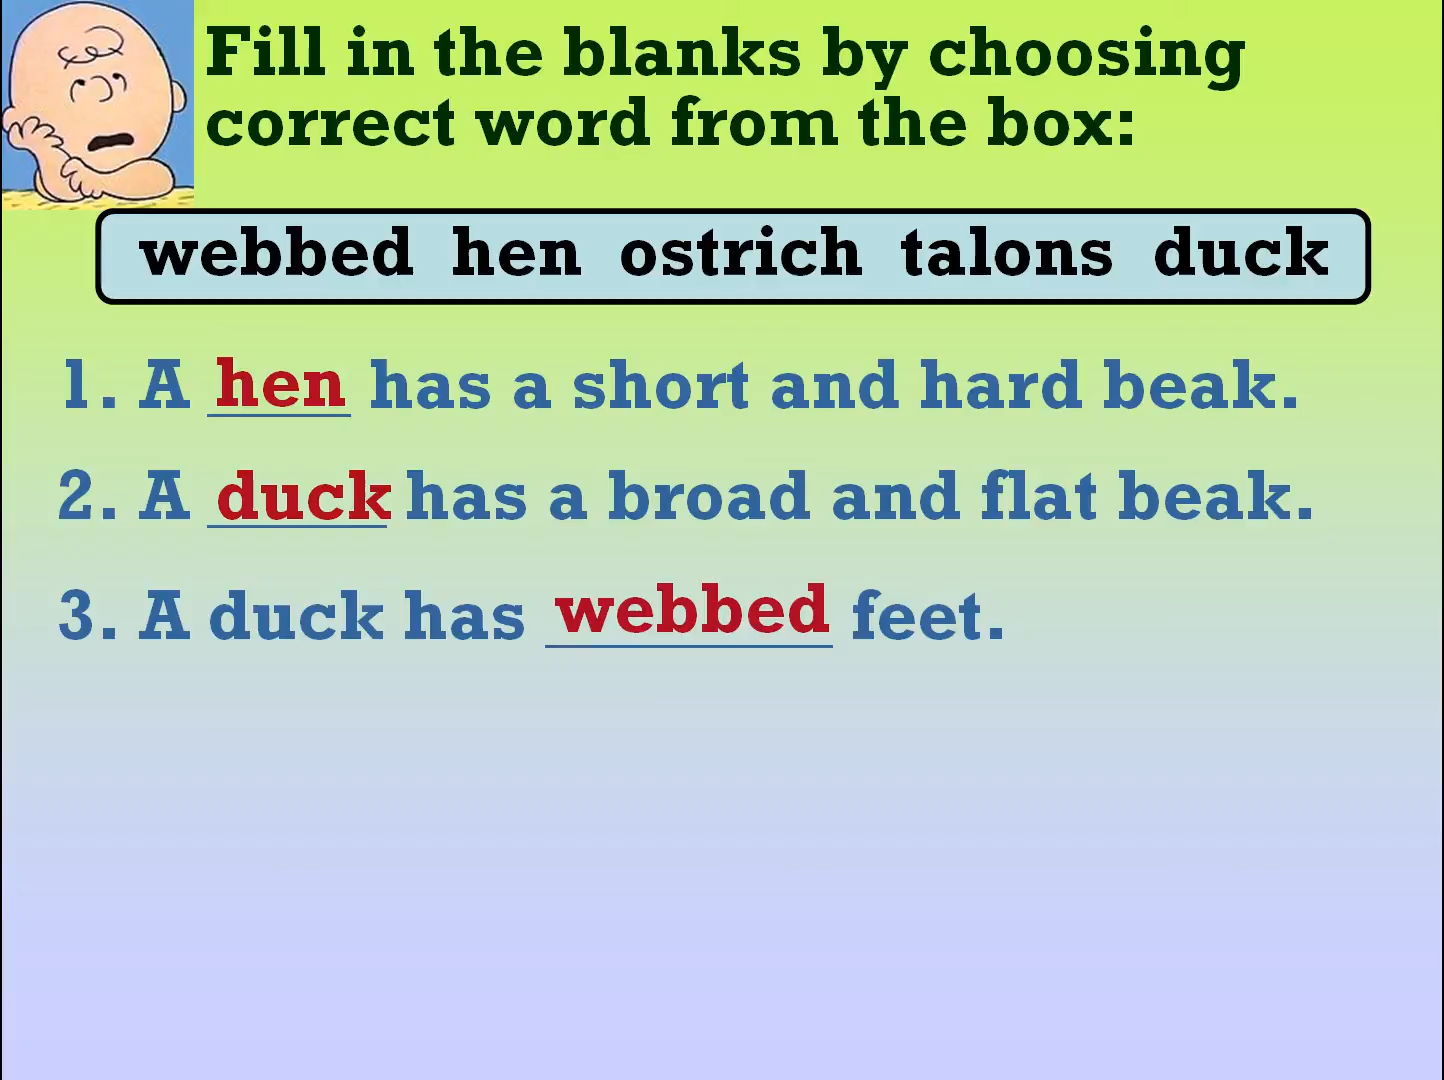 Fill in the blanks by choosing
correct word from the box:
webbed hen ostrich talons duck
1. A hen has a short and hard beak.
2. A duck has a broad and flat beak.
3. A duck has webbed feet.